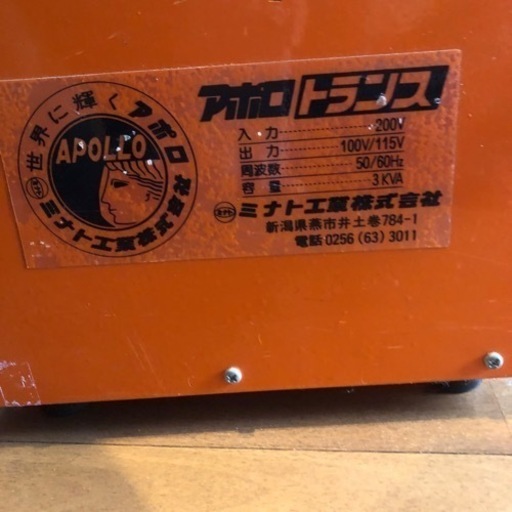 世界に輝くアポロ
APOLLO
ミナト工業株式会社
アポロトランス
入力 200V
出力 100V/115V
周波数 50/60Hz
容量 3KVA
ミナト工業株式会社
新潟県燕市井土巻784-1
電話 0256 (63) 3011